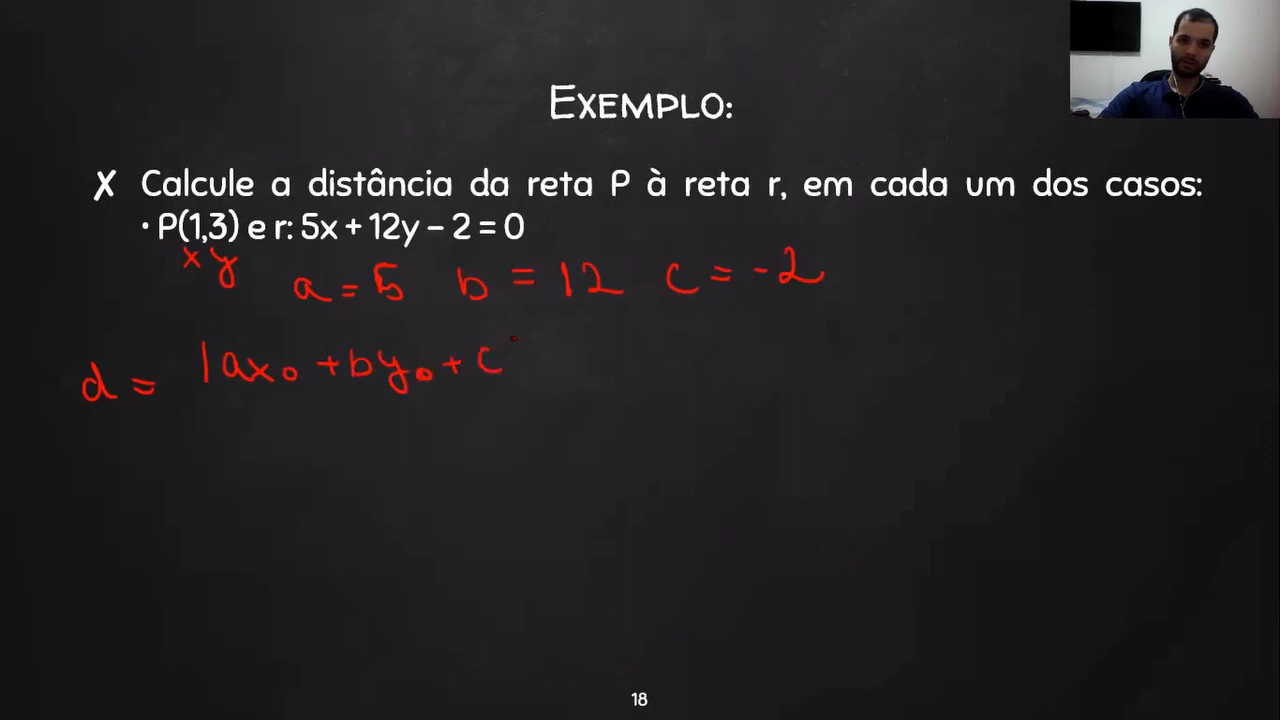 EXEMPLO:
✗ Calcule a distância da reta P à reta r, em cada um dos casos:
• P(1,3) e r: 5x + 12y – 2 = 0
x y
a = 5 b = 12 c = -2
d = |ax₀ + by₀ + c
18